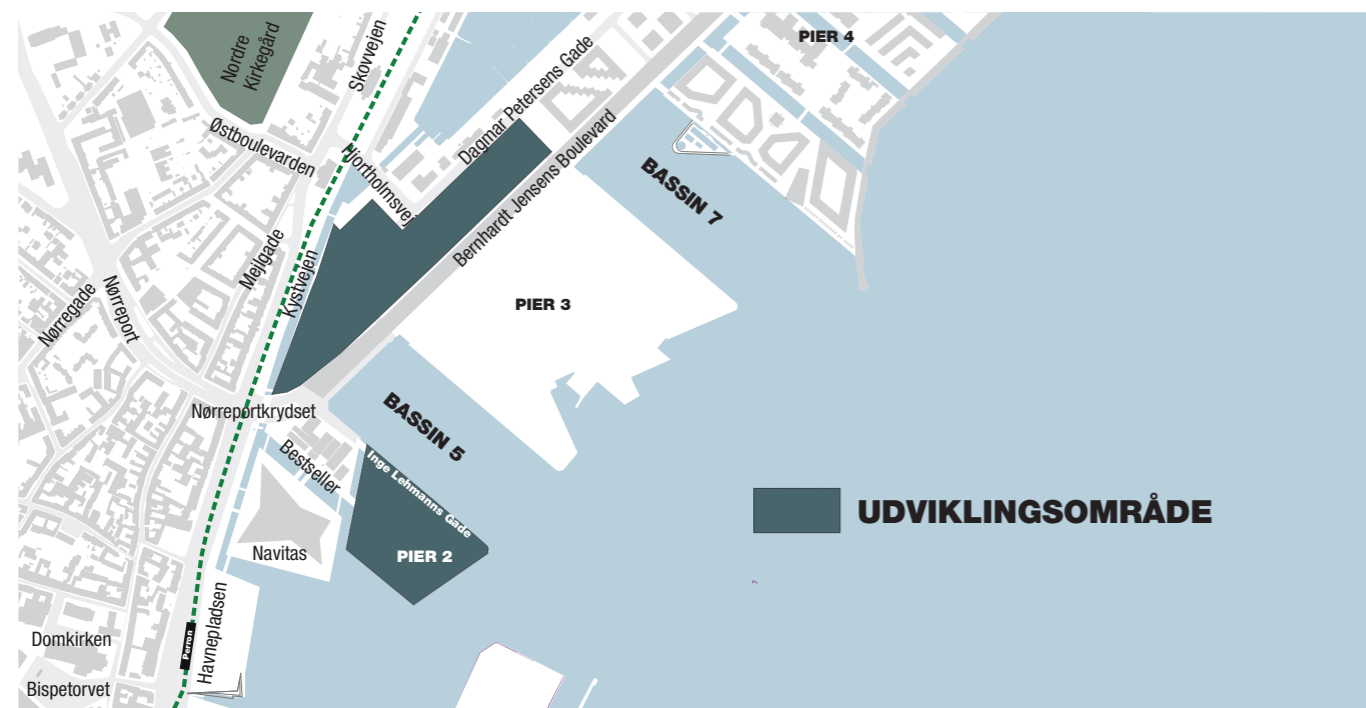 Nordre
Kirkegård
Skovvejen
PIER 4
Dagmar Petersens Gade
Østboulevarden
Hjortholmsvej
Bernhardt Jensens Boulevard
BASSIN 7
Mejlgade
Kystvejen
Nørregade
Nørreport
PIER 3
Nørreportkrydset
BASSIN 5
Bestseller
Inge Lehmanns Gade
UDVIKLINGSOMRÅDE
Navitas
PIER 2
Havnepladsen
Perron
Domkirken
Bispetorvet